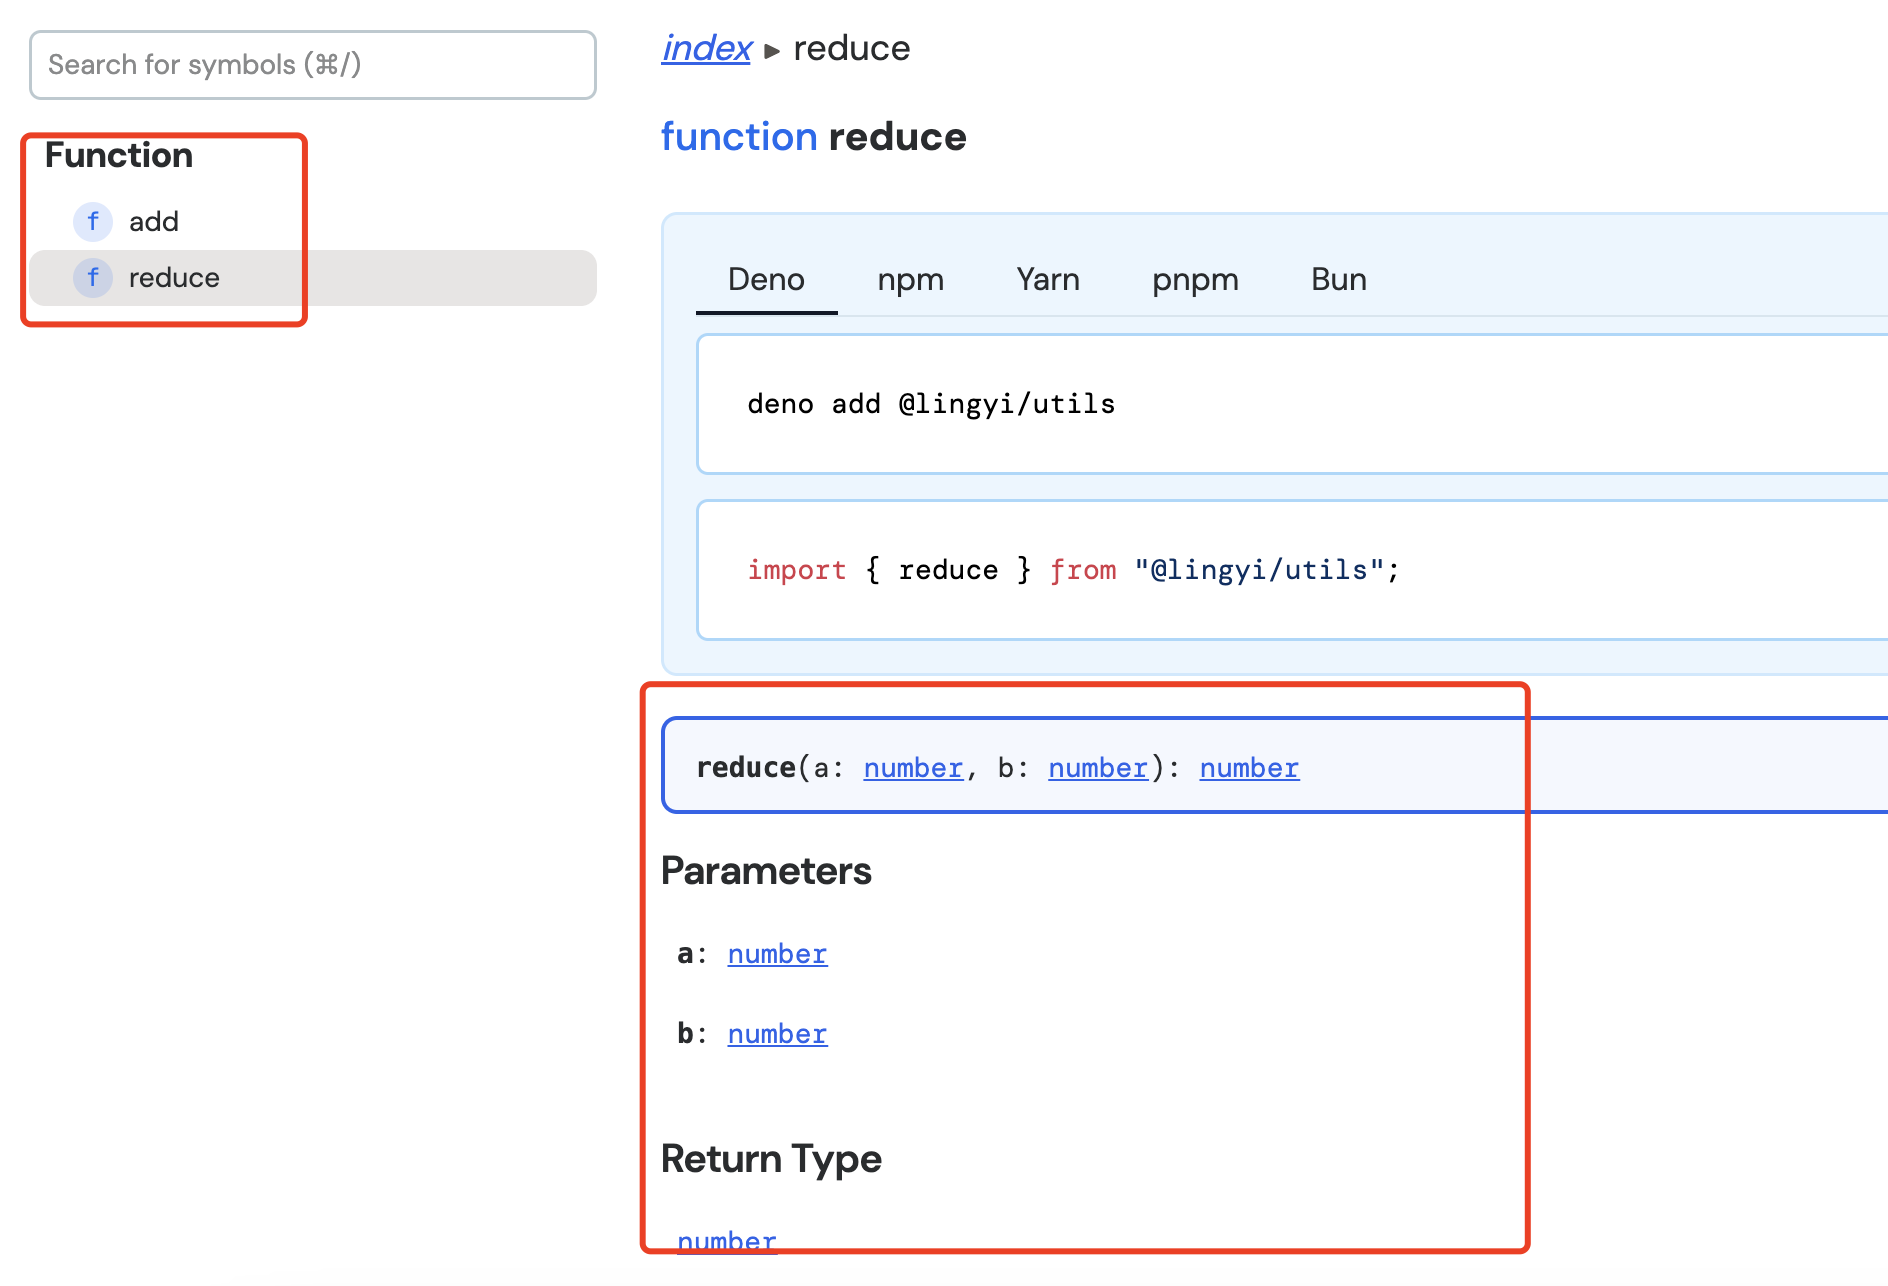 Search for symbols (⌘/)
Function
f add
f reduce
index ▸ reduce
function reduce
Deno npm Yarn pnpm Bun
deno add @lingyi/utils
import { reduce } from "@lingyi/utils";
reduce(a: number, b: number): number
Parameters
a: number
b: number
Return Type
number